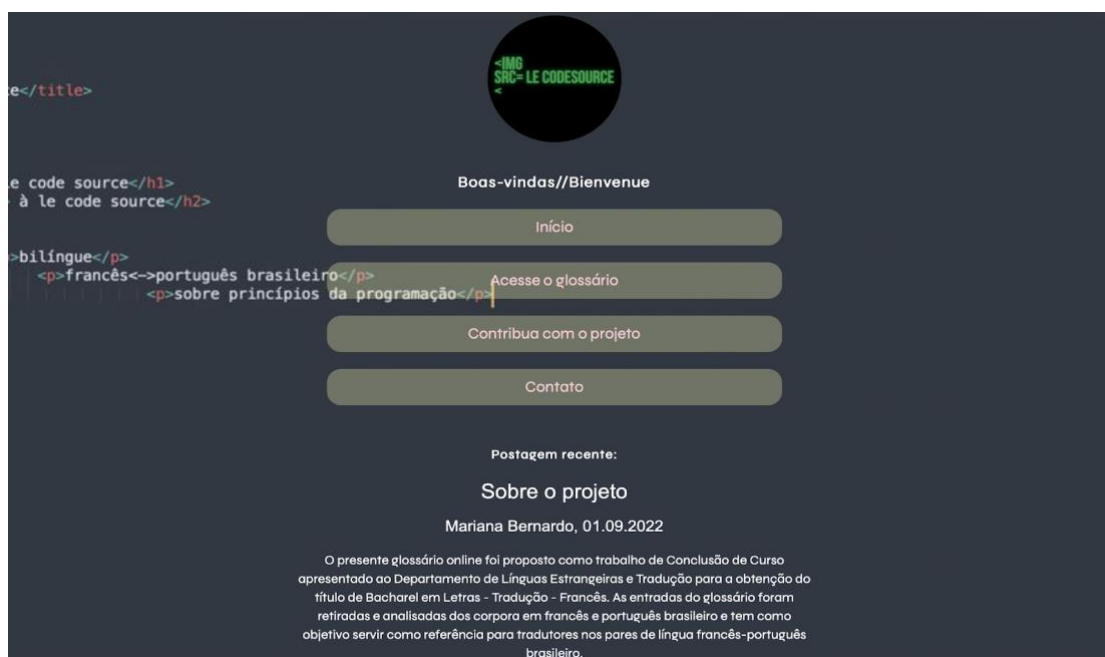 <IMG
SRC= LE CODESOURCE
<
e</title>
e code source</h1>
à le code source</h2>
>bilíngue</p>
<p>francês<->português brasileiro</p>
<p>sobre princípios da programação</p>
Boas-vindas//Bienvenue
Início
Acesse o glossário
Contribua com o projeto
Contato
Postagem recente:
Sobre o projeto
Mariana Bernardo, 01.09.2022
O presente glossário online foi proposto como trabalho de Conclusão de Curso
apresentado ao Departamento de Línguas Estrangeiras e Tradução para a obtenção do
título de Bacharel em Letras - Tradução - Francês. As entradas do glossário foram
retiradas e analisadas dos corpora em francês e português brasileiro e tem como
objetivo servir como referência para tradutores nos pares de língua francês-português
brasileiro.